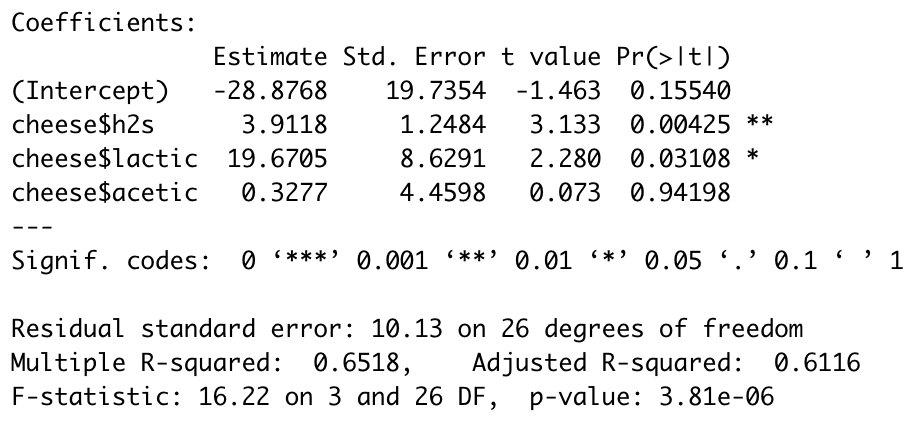 Coefficients:
Estimate Std. Error t value Pr(>|t|)
(Intercept) -28.8768 19.7354 -1.463 0.15540
cheese$h2s 3.9118 1.2484 3.133 0.00425 **
cheese$lactic 19.6705 8.6291 2.280 0.03108 *
cheese$acetic 0.3277 4.4598 0.073 0.94198
---
Signif. codes: 0 ‘***’ 0.001 ‘**’ 0.01 ‘*’ 0.05 ‘.’ 0.1 ‘ ’ 1
Residual standard error: 10.13 on 26 degrees of freedom
Multiple R-squared: 0.6518, Adjusted R-squared: 0.6116
F-statistic: 16.22 on 3 and 26 DF, p-value: 3.81e-06